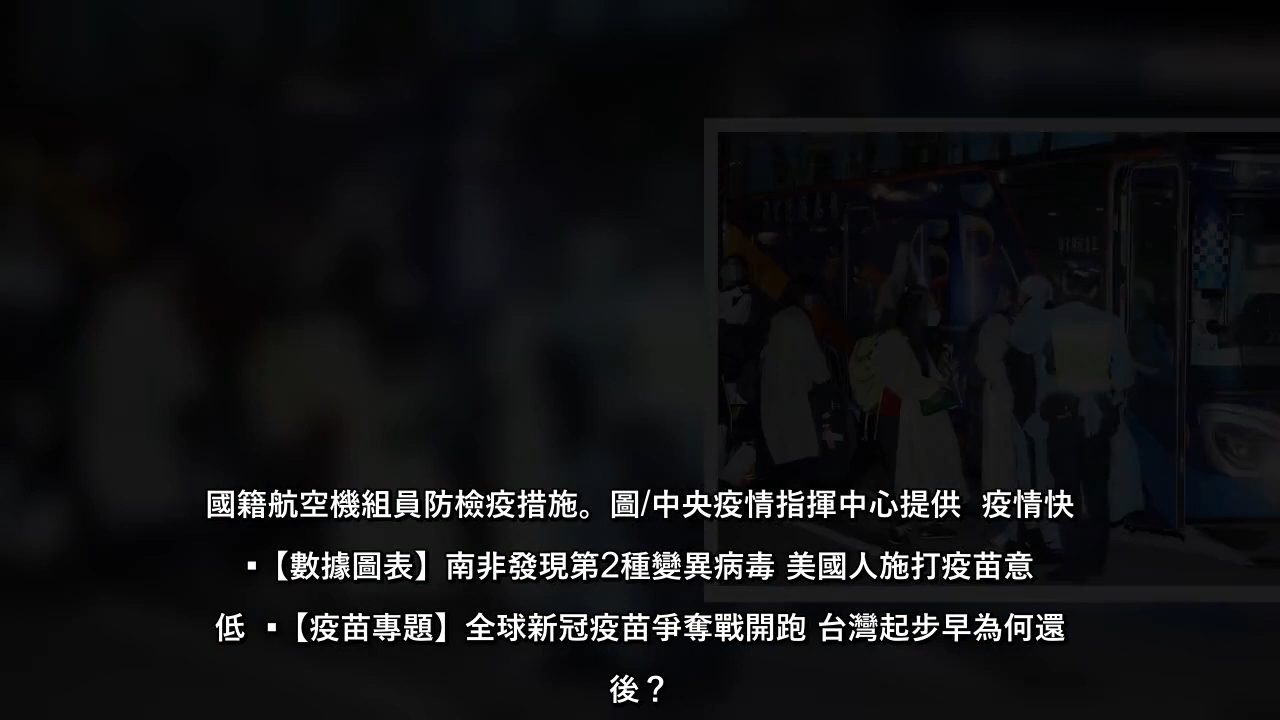 國籍航空機組員防檢疫措施。圖/中央疫情指揮中心提供 疫情快
▪【數據圖表】南非發現第2種變異病毒 美國人施打疫苗意
低 ▪【疫苗專題】全球新冠疫苗爭奪戰開跑 台灣起步早為何還
後？